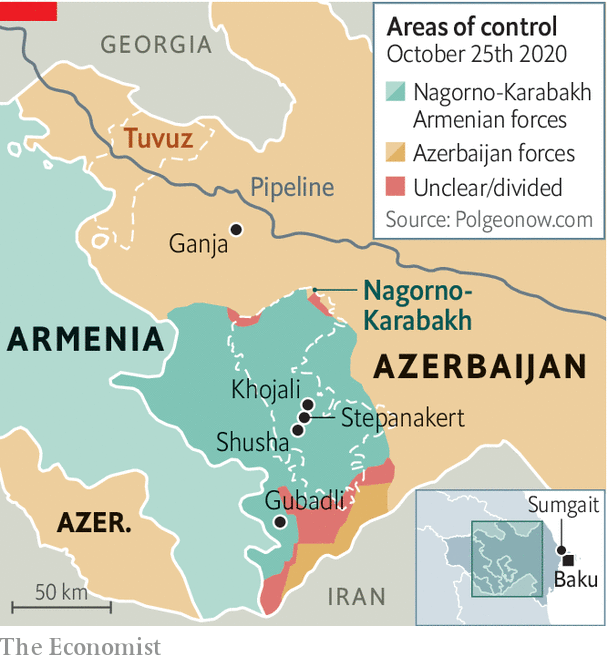 Areas of control
October 25th 2020
Nagorno-Karabakh
Armenian forces
Azerbaijan forces
Unclear/divided
Source: Polgeonow.com
GEORGIA
Tuvuz
Pipeline
Ganja
Nagorno-
Karabakh
ARMENIA
AZERBAIJAN
Khojali
Stepanakert
Shusha
Gubadli
AZER.
Sumgait
Baku
50 km
IRAN
The Economist